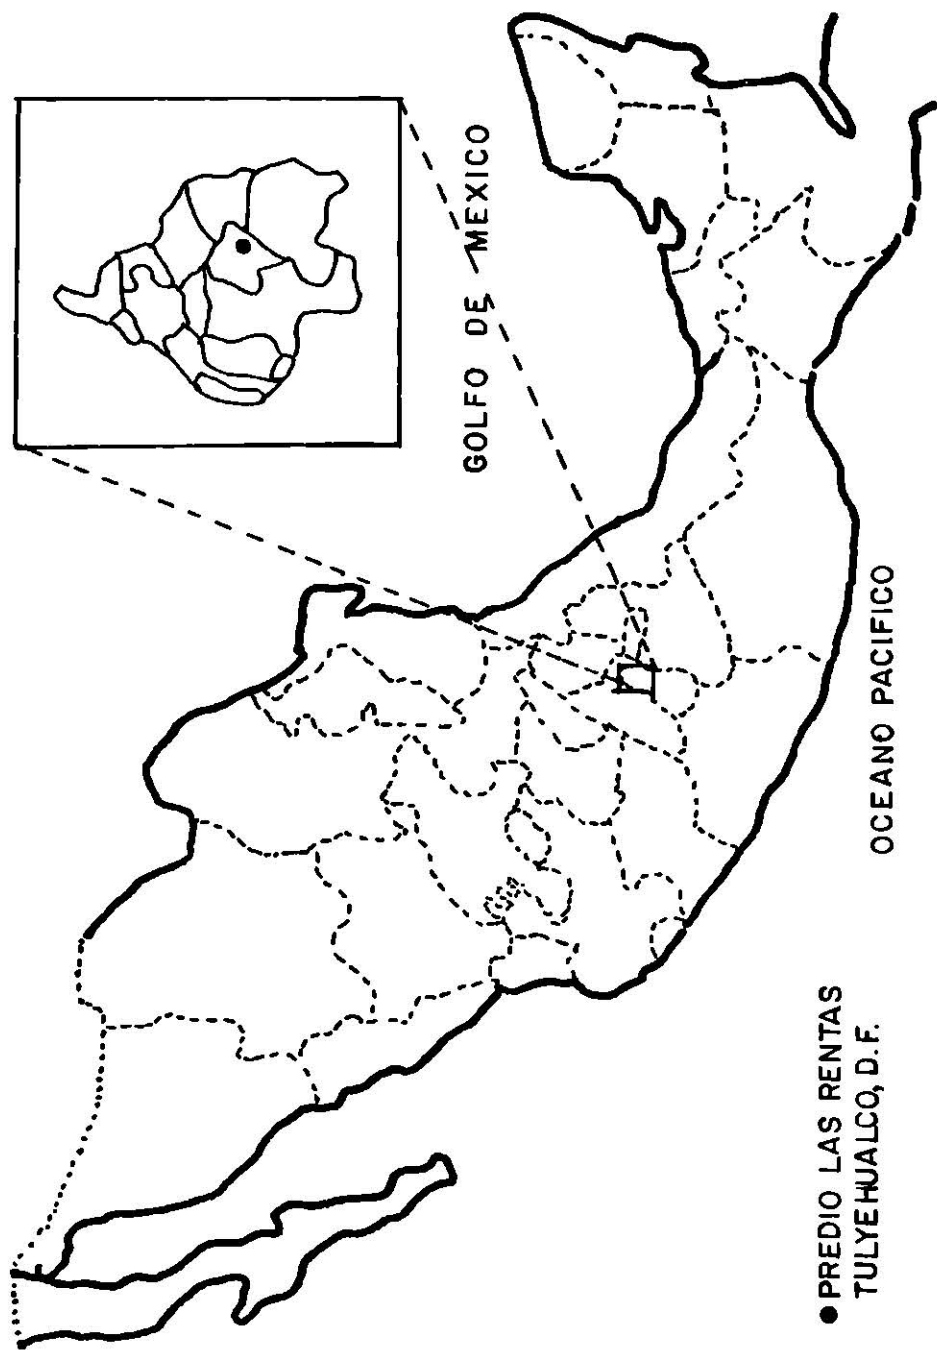 GOLFO DE MEXICO
OCEANO PACIFICO
● PREDIO LAS RENTAS
TULYEHUALCO, D.F.